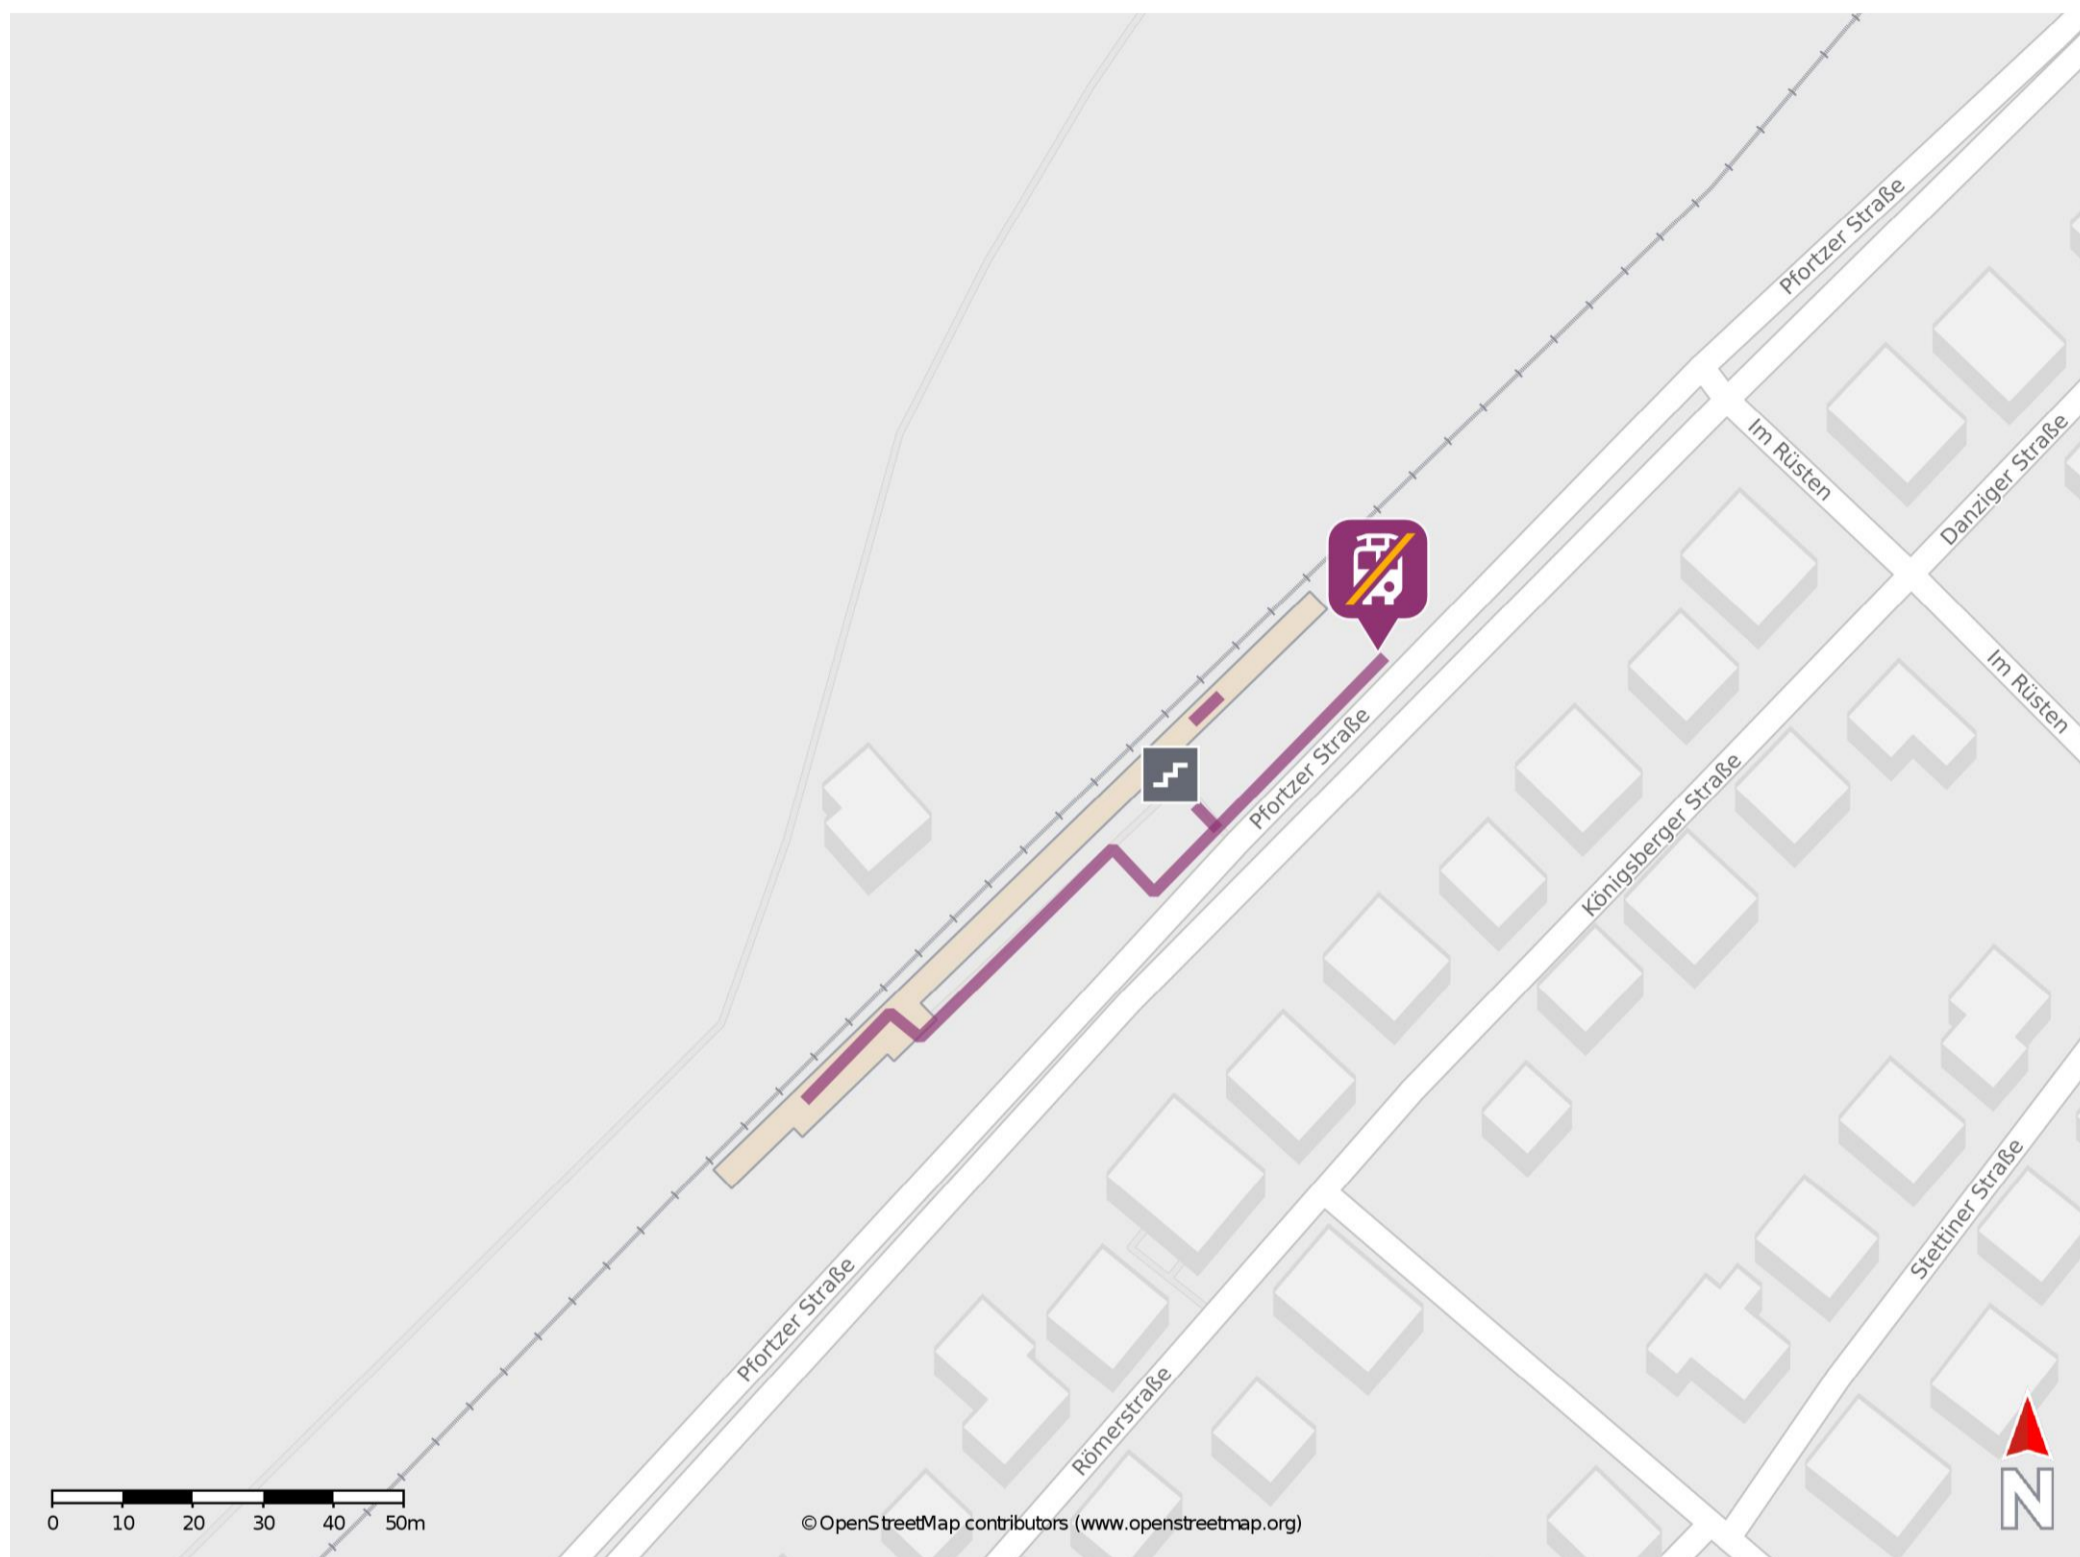 Pfortzer Straße
Im Rüsten
Danziger Straße
Im Rüsten
Pfortzer Straße
Königsberger Straße
Stettiner Straße
Pfortzer Straße
Römerstraße
0 10 20 30 40 50m
© OpenStreetMap contributors (www.openstreetmap.org)
N